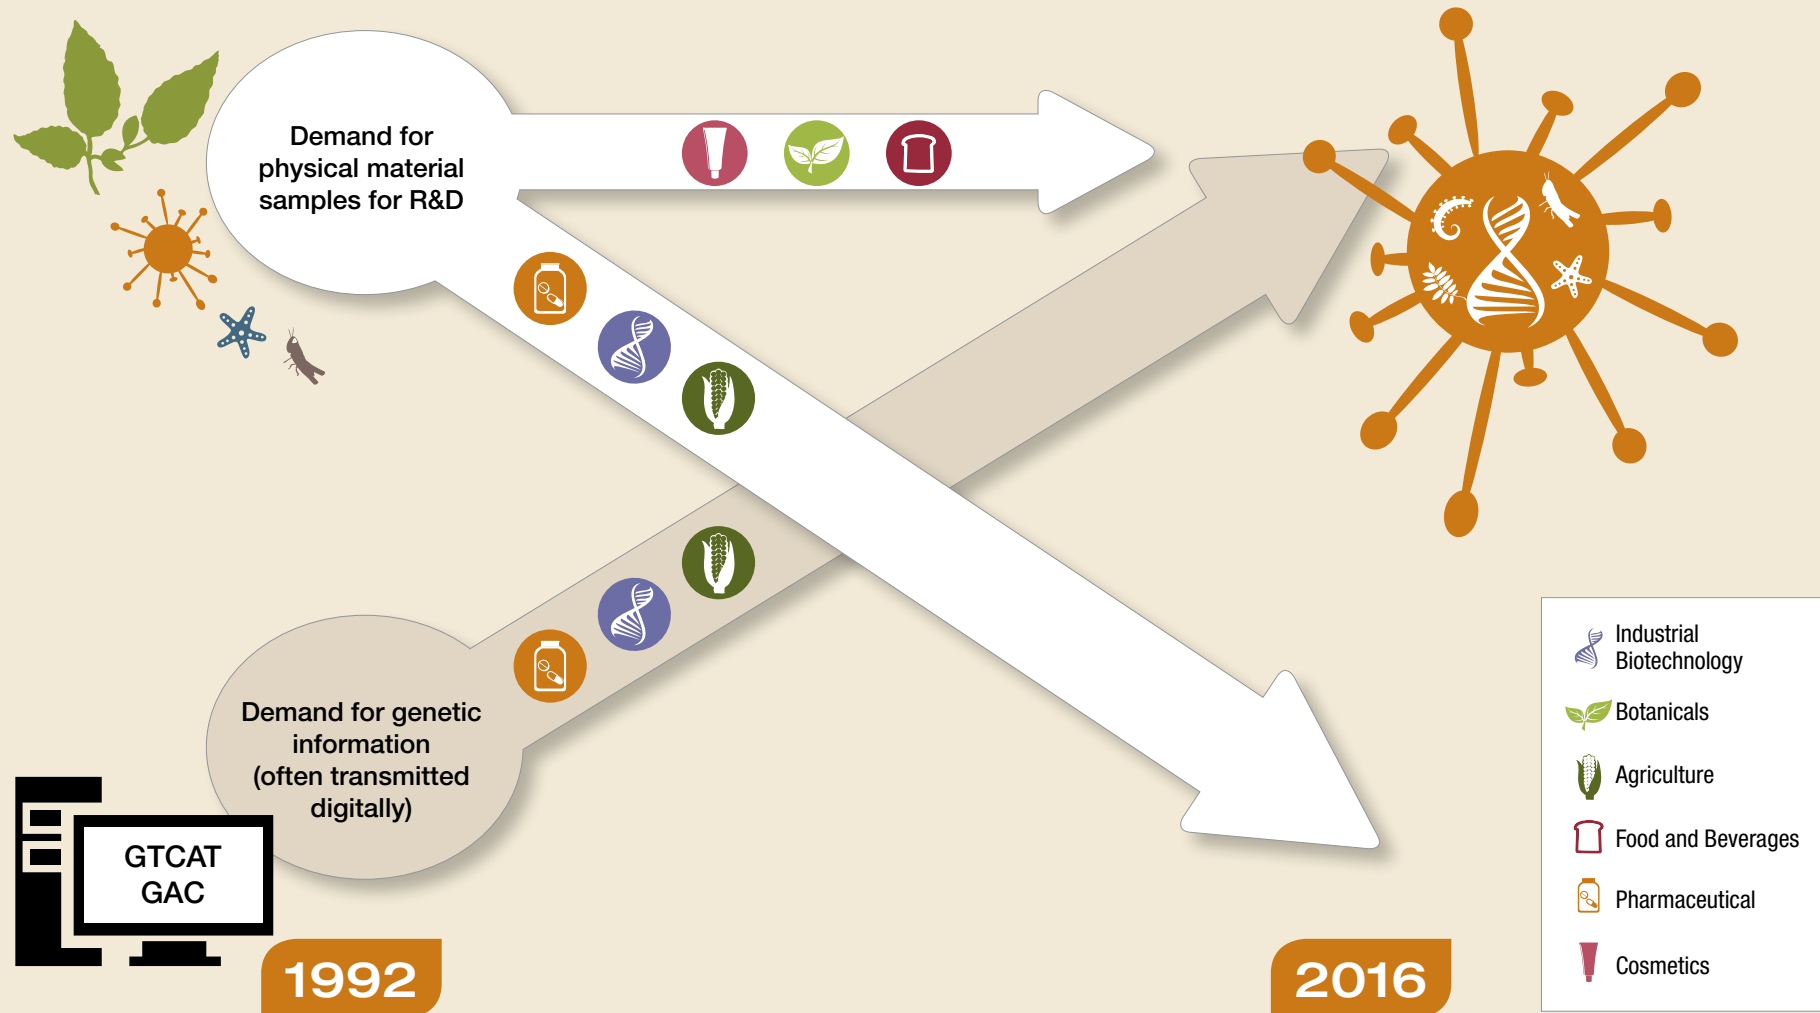 Demand for
physical material
samples for R&D
Demand for genetic
information
(often transmitted
digitally)
GTCAT
GAC
1992
2016
Industrial
Biotechnology
Botanicals
Agriculture
Food and Beverages
Pharmaceutical
Cosmetics